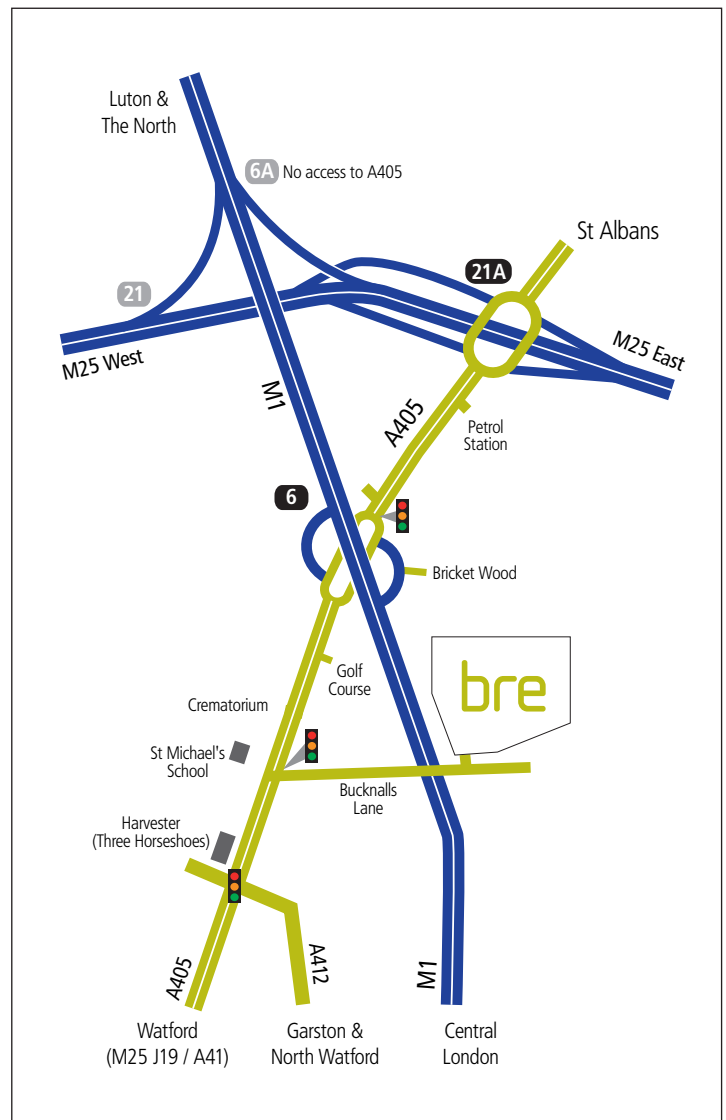 Luton &
The North
6A No access to A405
St Albans
21A
21
M25 West
M25 East
M1
A405
Petrol
Station
6
Bricket Wood
bre
Golf
Course
Crematorium
St Michael's
School
Bucknalls
Lane
Harvester
(Three Horseshoes)
A405
A412
M1
Watford
(M25 J19 / A41)
Garston &
North Watford
Central
London